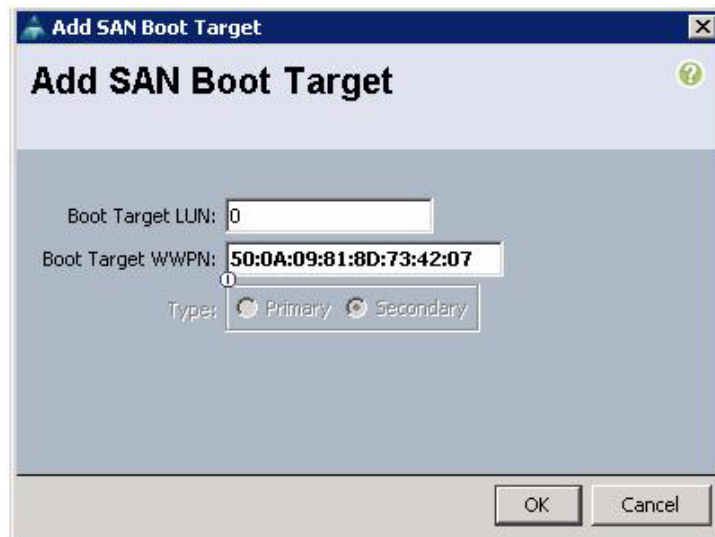 Add SAN Boot Target
Add SAN Boot Target
Boot Target LUN: 0
Boot Target WWPN: 50:0A:09:81:8D:73:42:07
Type: Primary Secondary
OK Cancel